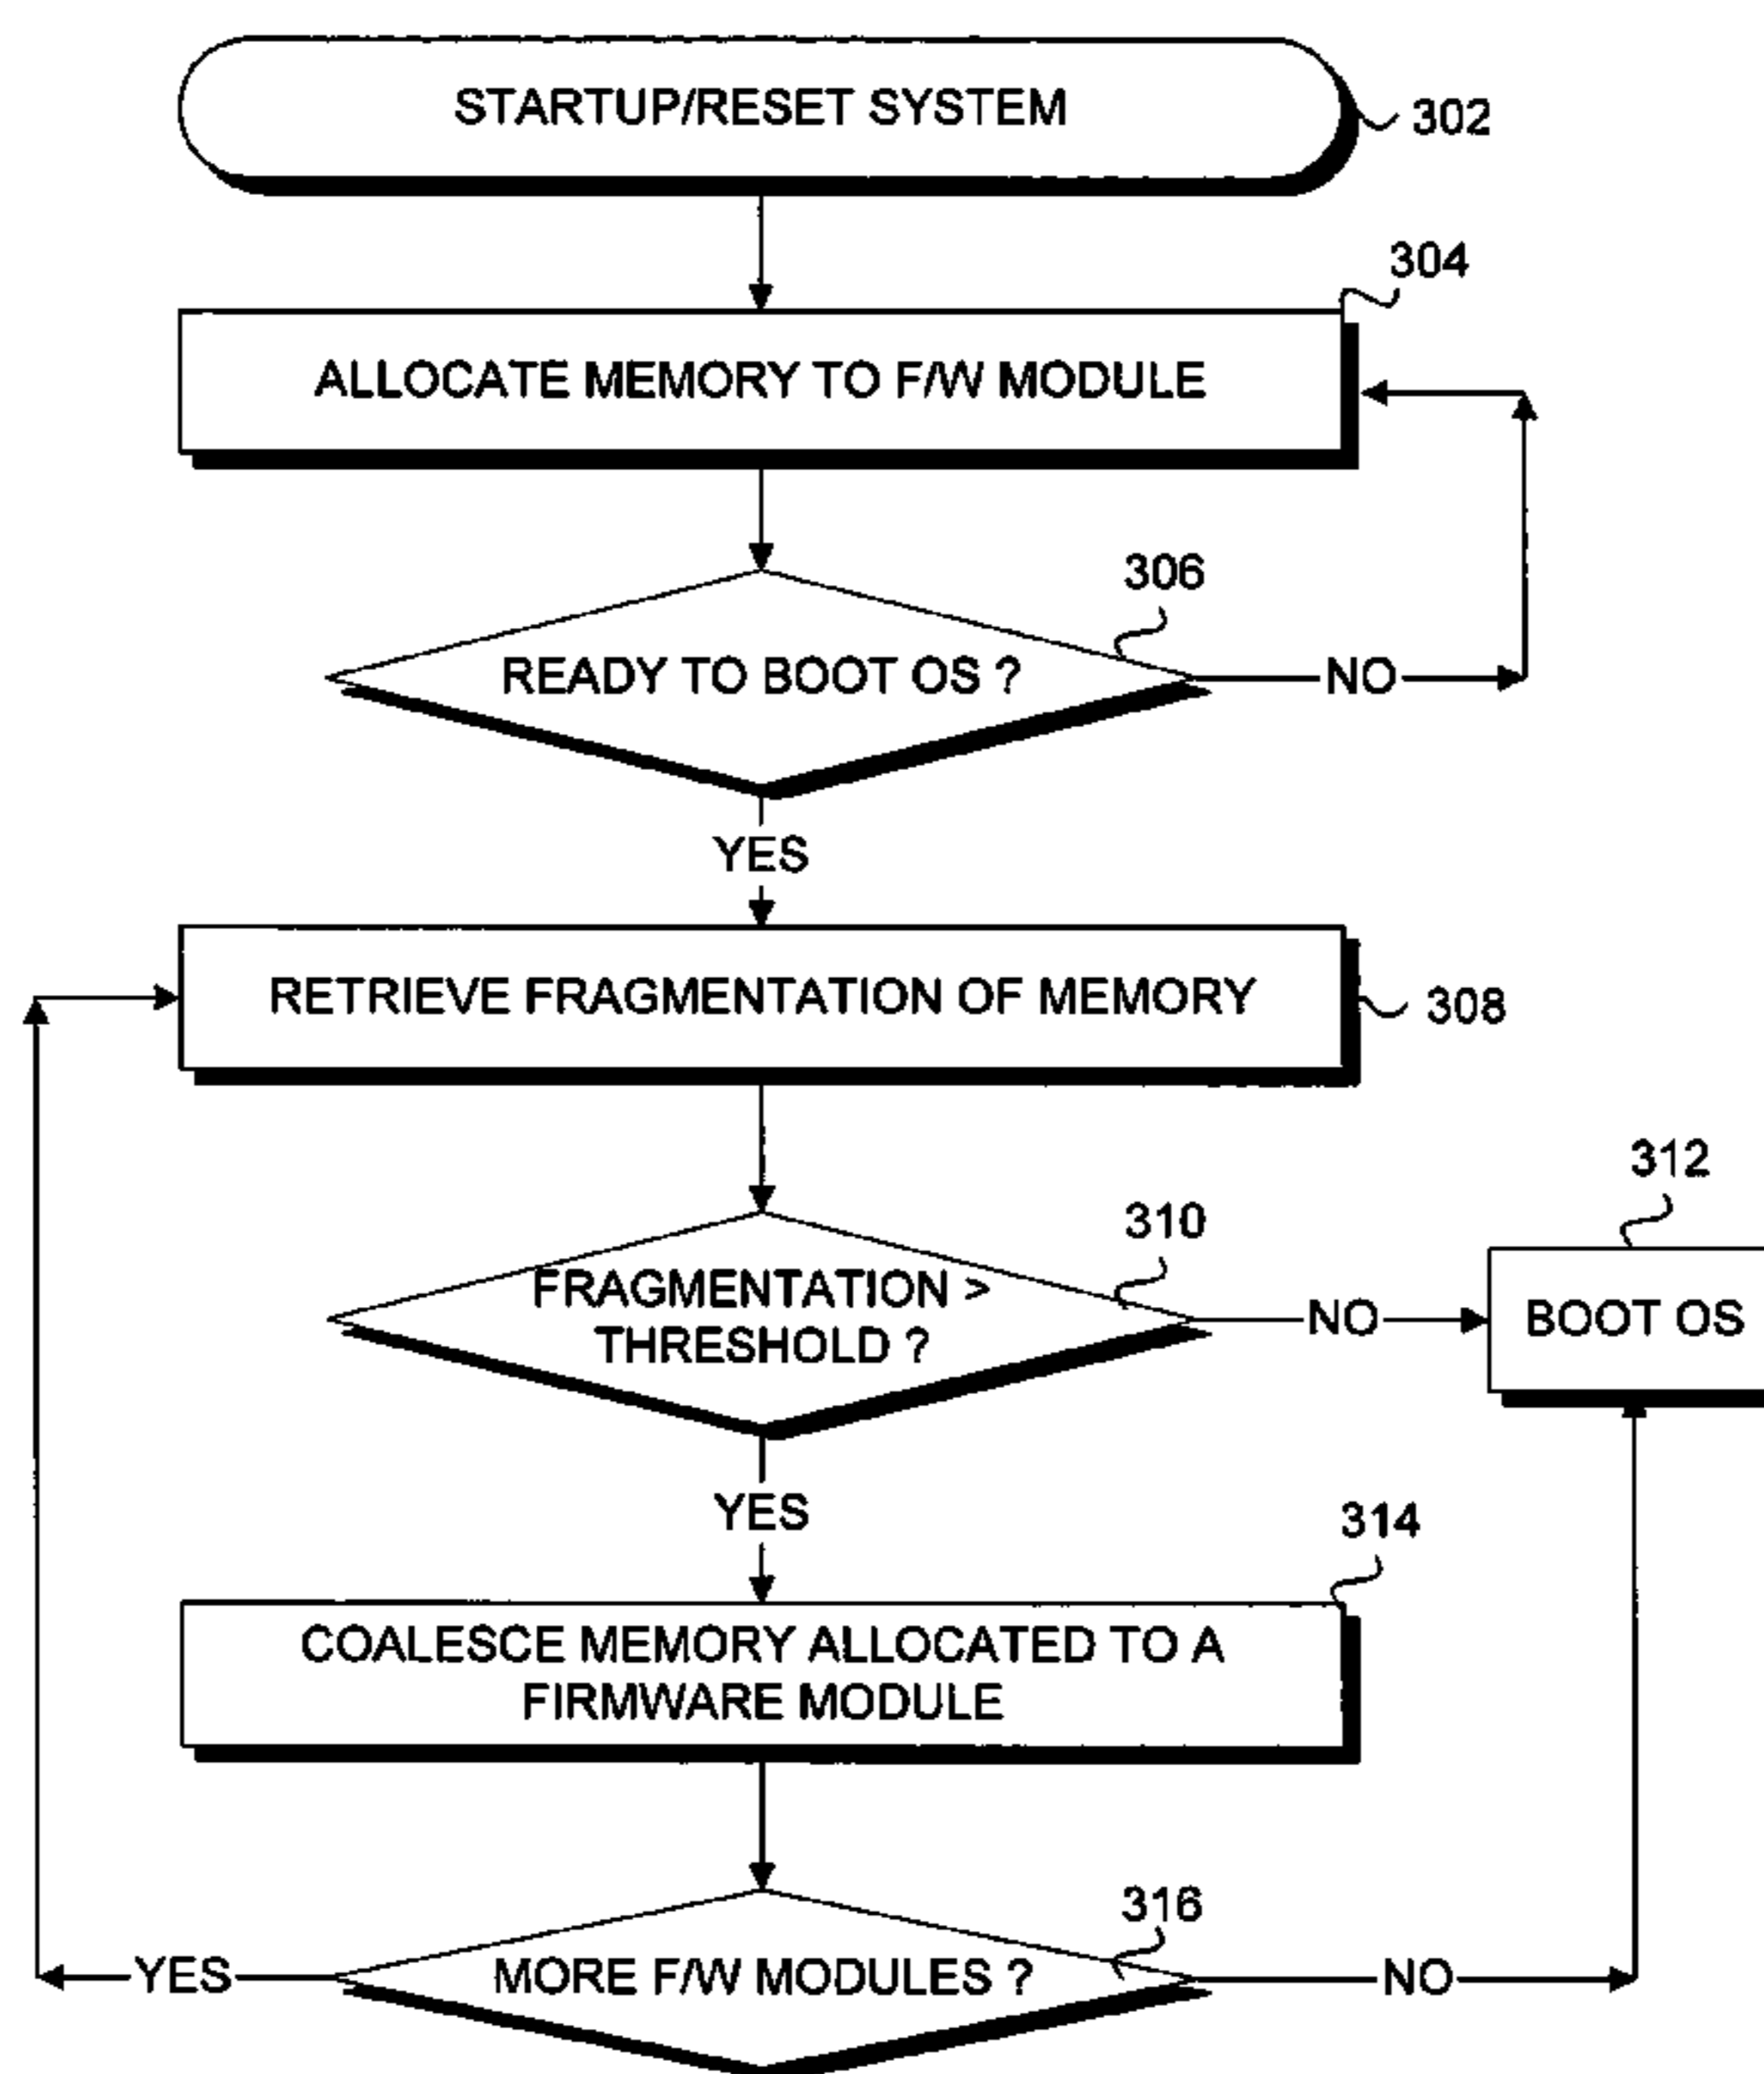 STARTUP/RESET SYSTEM
302
304
ALLOCATE MEMORY TO F/W MODULE
306
READY TO BOOT OS ?
NO
YES
RETRIEVE FRAGMENTATION OF MEMORY
308
312
310
FRAGMENTATION >
THRESHOLD ?
NO
BOOT OS
YES
314
COALESCE MEMORY ALLOCATED TO A
FIRMWARE MODULE
316
YES
MORE F/W MODULES ?
NO